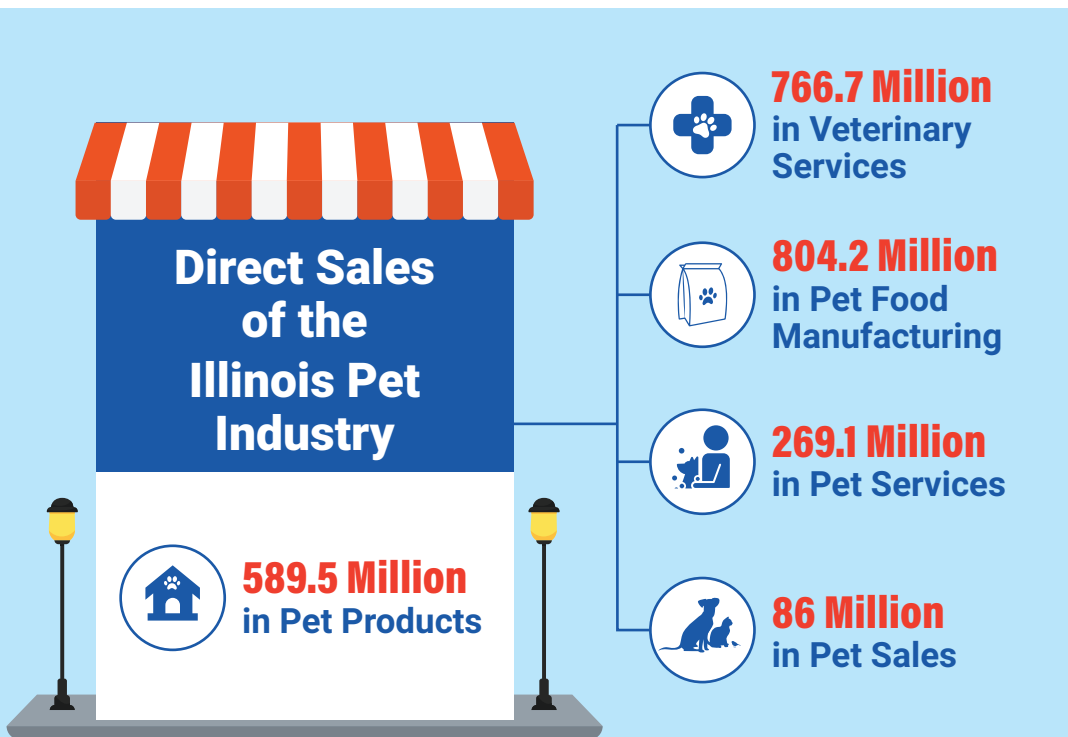 Direct Sales
of the
Illinois Pet
Industry
589.5 Million
in Pet Products
766.7 Million
in Veterinary
Services
804.2 Million
in Pet Food
Manufacturing
269.1 Million
in Pet Services
86 Million
in Pet Sales